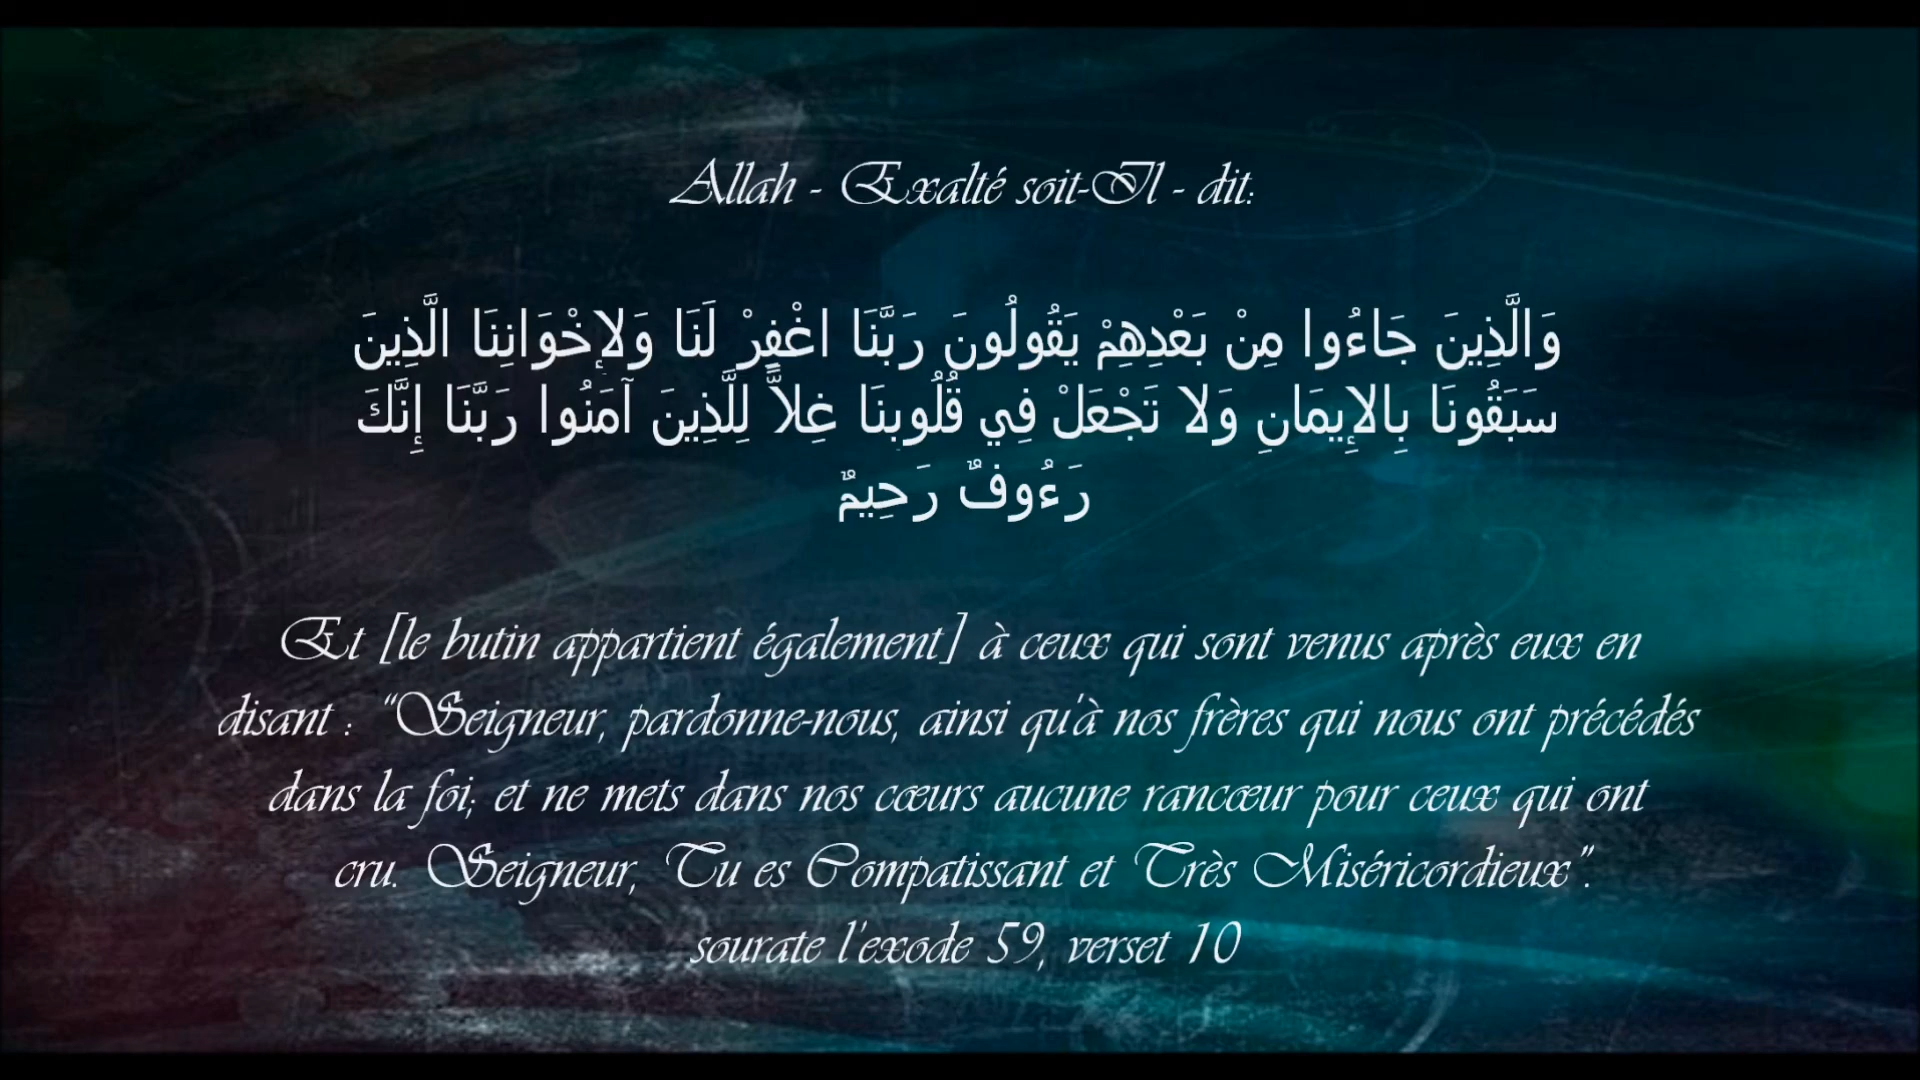 Allah - Exalté soit-Il - dit:
وَالَّذِينَ جَاءُوا مِنْ بَعْدِهِمْ يَقُولُونَ رَبَّنَا اغْفِرْ لَنَا وَلإِخْوَانِنَا الَّذِينَ
سَبَقُونَا بِالإِيمَانِ وَلا تَجْعَلْ فِي قُلُوبِنَا غِلاًّ لِلَّذِينَ آمَنُوا رَبَّنَا إِنَّكَ
رَءُوفٌ رَحِيمٌ
Et [le butin appartient également] à ceux qui sont venus après eux en
disant : “Seigneur, pardonne-nous, ainsi qu'à nos frères qui nous ont précédés
dans la foi; et ne mets dans nos cœurs aucune rancœur pour ceux qui ont
cru. Seigneur, Tu es Compatissant et Très Miséricordieux”.
sourate l'exode 59, verset 10